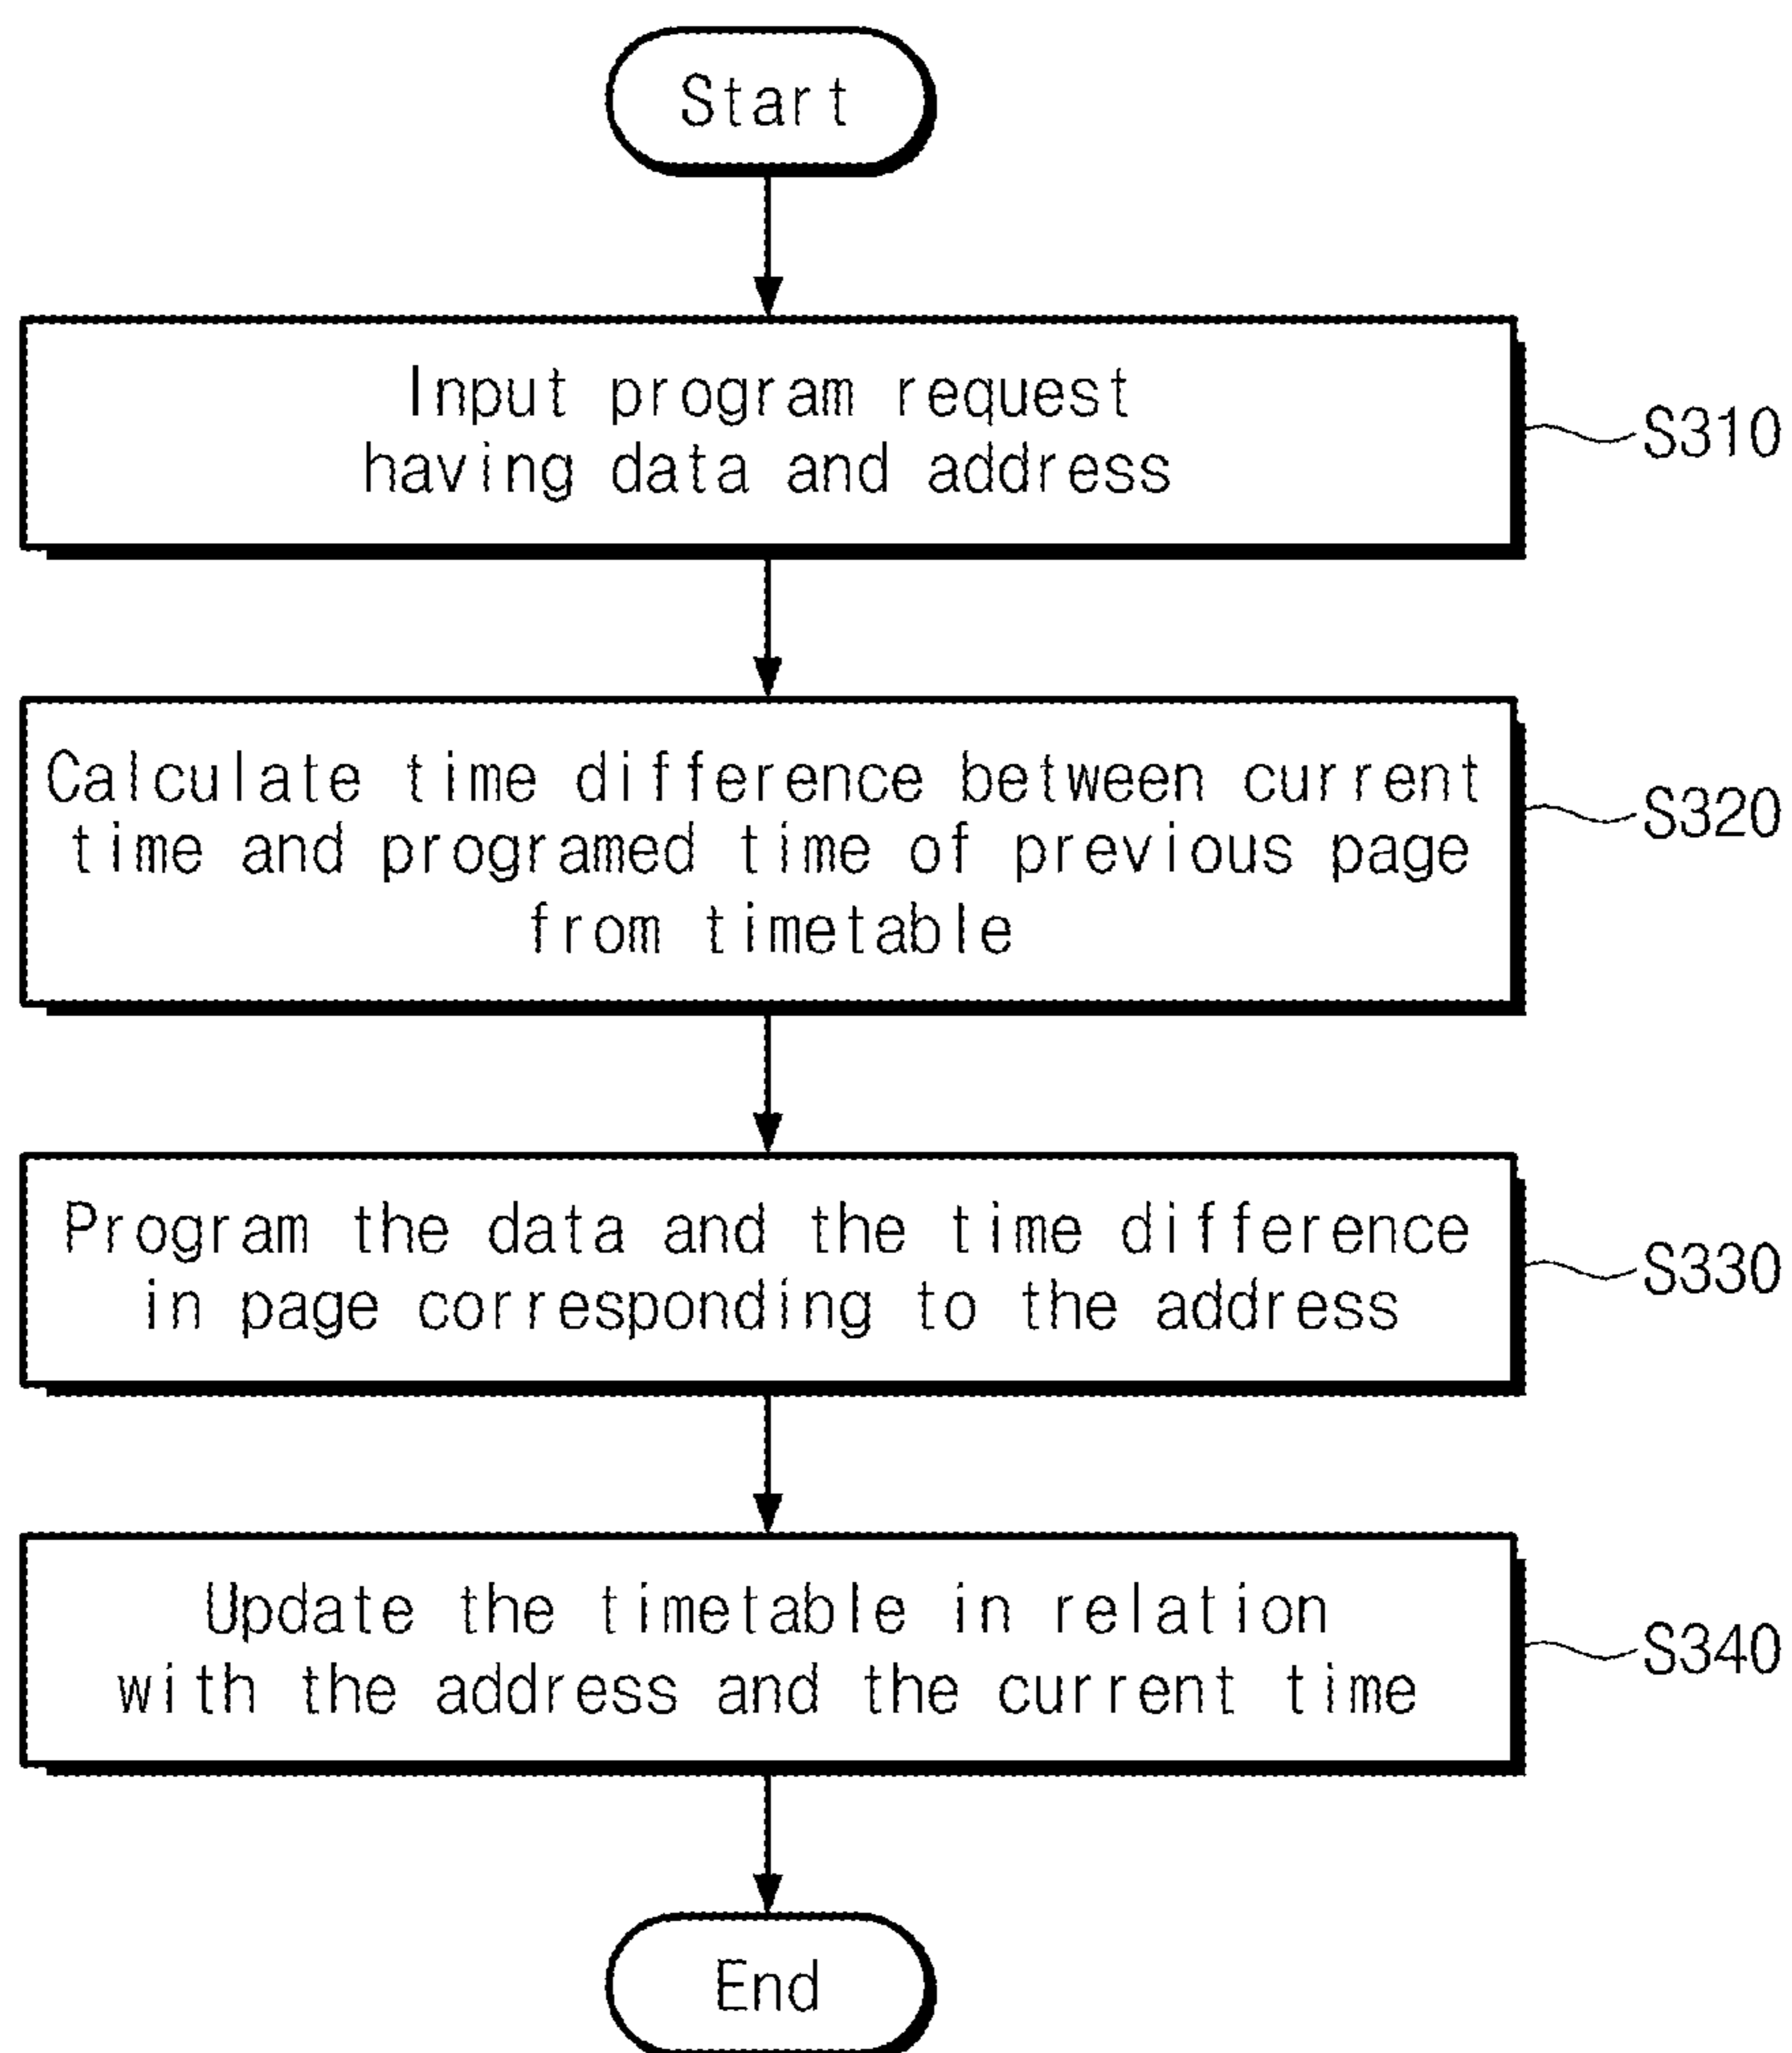 Start
Input program request
having data and address
S310
Calculate time difference between current
time and programed time of previous page
from timetable
S320
Program the data and the time difference
in page corresponding to the address
S330
Update the timetable in relation
with the address and the current time
S340
End